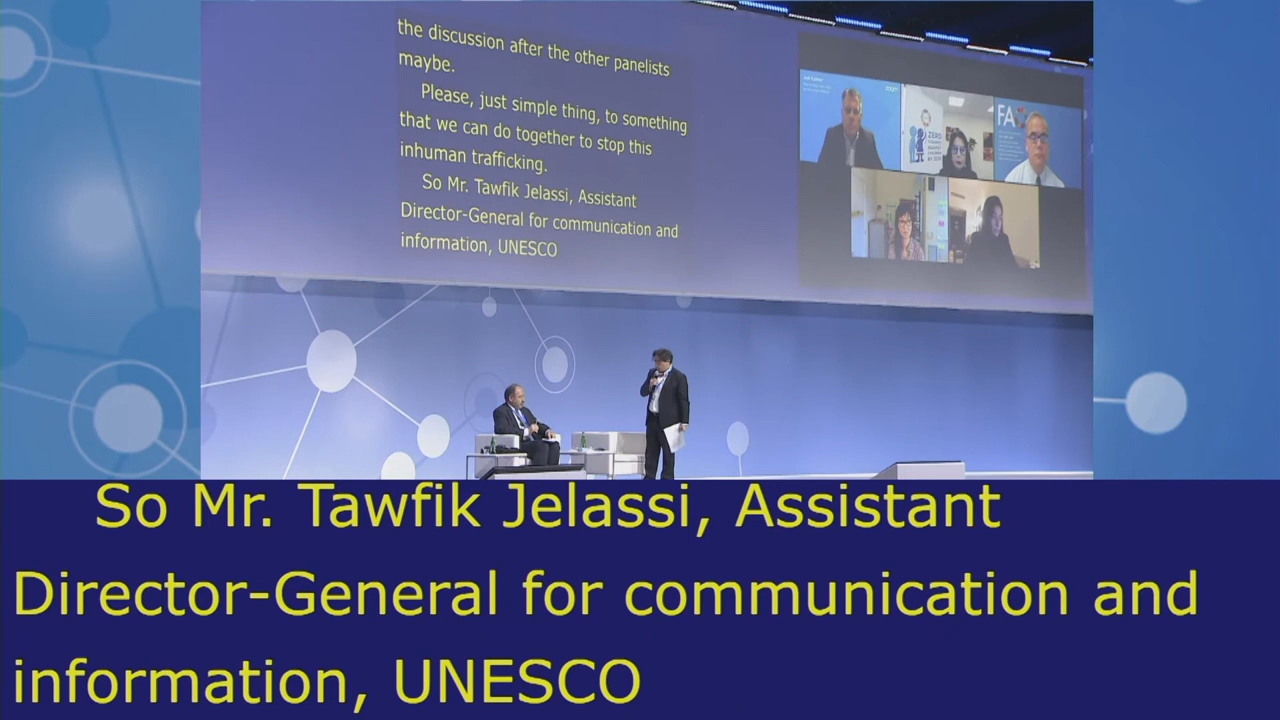 the discussion after the other panelists
maybe.
Please, just simple thing, to something
that we can do together to stop this
inhuman trafficking.
So Mr. Tawfik Jelassi, Assistant
Director-General for communication and
information, UNESCO
ZERO
FA
So Mr. Tawfik Jelassi, Assistant
Director-General for communication and
information, UNESCO